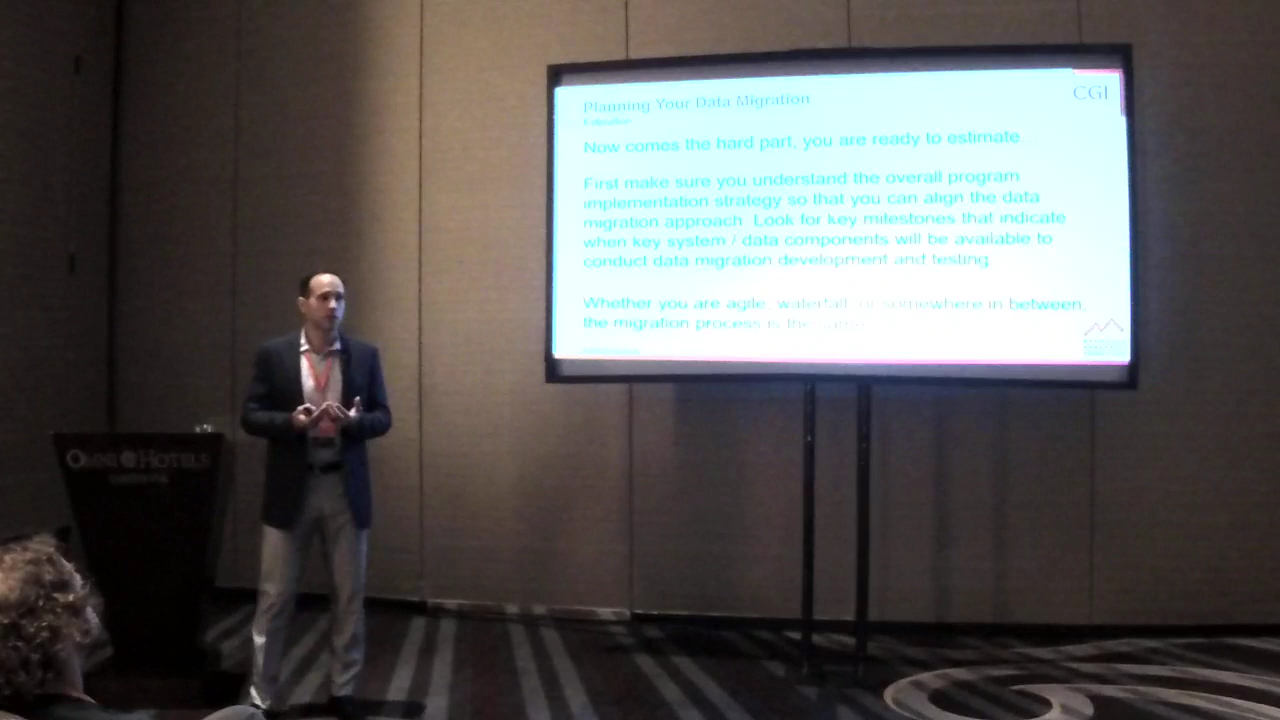 Planning Your Data Migration
CGI
Estimation
Now comes the hard part, you are ready to estimate
First make sure you understand the overall program
implementation strategy so that you can align the data
migration approach. Look for key milestones that indicate
when key system / data components will be available to
conduct data migration development and testing.
Whether you are agile, waterfall, or somewhere in between,
the migration process is the same
OMNI HOTELS